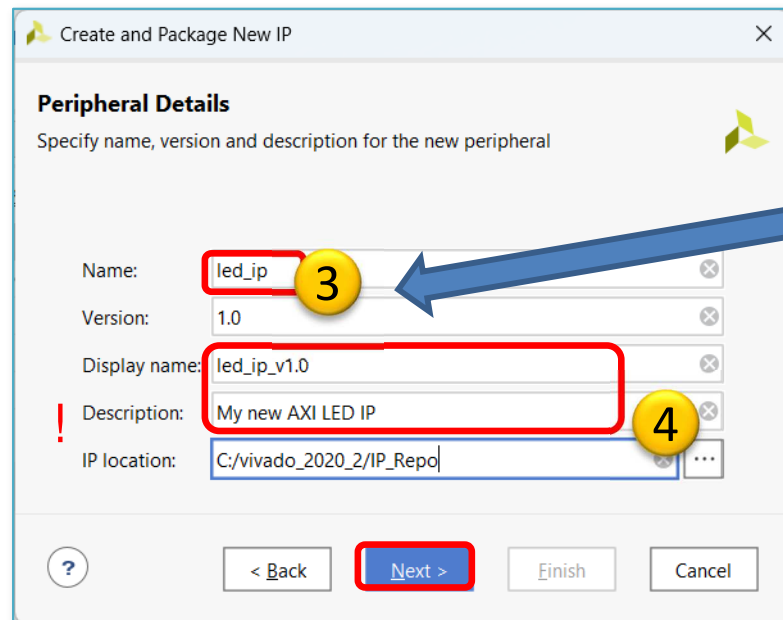 Create and Package New IP
Peripheral Details
Specify name, version and description for the new peripheral
Name: led_ip
3
Version: 1.0
Display name: led_ip_v1.0
! Description: My new AXI LED IP
4
IP location: C:/vivado_2020_2/IP_Repo ...
? < Back Next > Finish Cancel